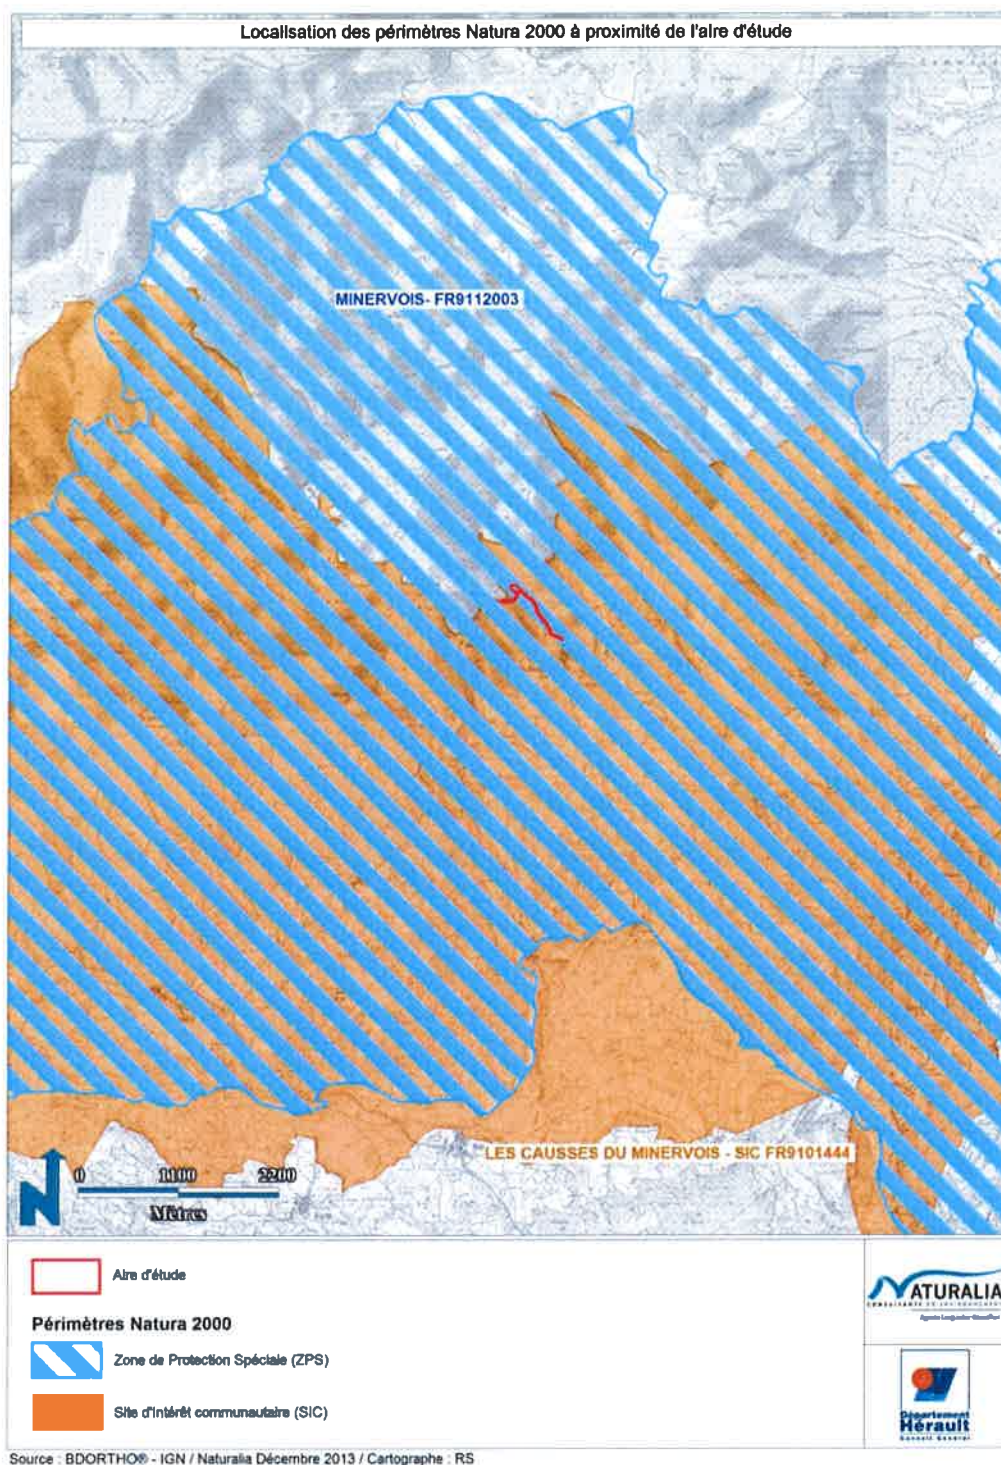 Localisation des périmètres Natura 2000 à proximité de l'aire d'étude
MINERVOIS- FR9112003
LES CAUSSES DU MINERVOIS - SIC FR9101444
0 1100 2200
Mètres
N
Aire d'étude
Périmètres Natura 2000
Zone de Protection Spéciale (ZPS)
Site d'intérêt communautaire (SIC)
NATURALIA
Département
Hérault
Conseil Général
Source : BDORTHO® - IGN / Naturalia Décembre 2013 / Cartographe : RS